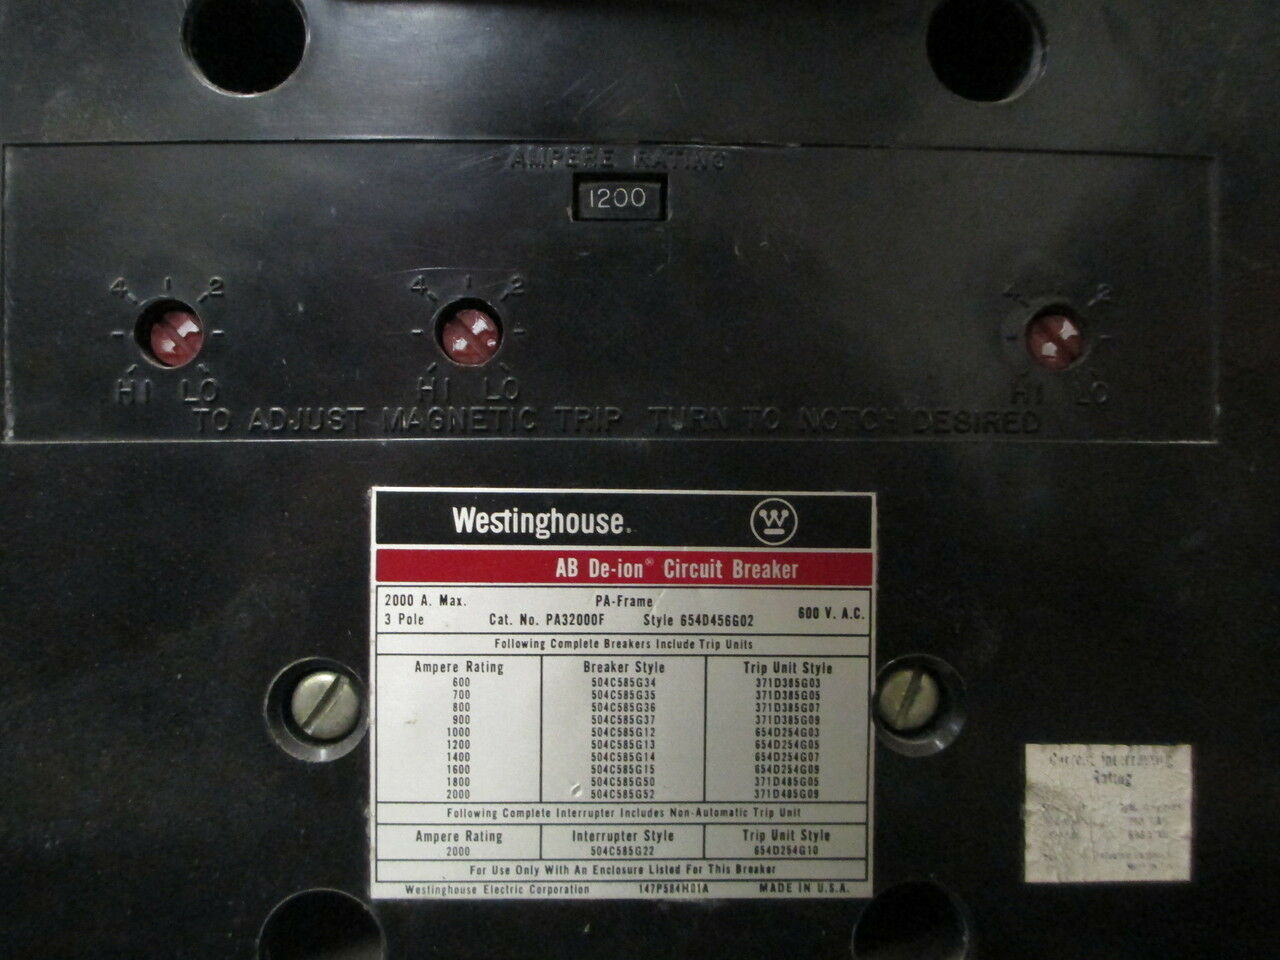 AMPERE RATING
1200
4 1 2
4 1 2
4 2
HI LO
HI LO
HI LO
TO ADJUST MAGNETIC TRIP TURN TO NOTCH DESIRED
Westinghouse®
W
AB De-ion® Circuit Breaker
2000 A. Max. PA-Frame 600 V. A.C.
3 Pole Cat. No. PA32000F Style 654D456G02
Following Complete Breakers Include Trip Units
Ampere Rating Breaker Style Trip Unit Style
600 504C585G34 371D385G03
700 504C585G35 371D385G05
800 504C585G36 371D385G07
900 504C585G37 371D385G09
1000 504C585G12 654D254G03
1200 504C585G13 654D254G05
1400 504C585G14 654D254G07
1600 504C585G15 654D254G09
1800 504C585G50 371D485G05
2000 504C585G52 371D485G09
Following Complete Interrupter Includes Non-Automatic Trip Unit
Ampere Rating Interrupter Style Trip Unit Style
2000 504C585G22 654D254G10
For Use Only With An Enclosure Listed For This Breaker
Westinghouse Electric Corporation 147P584H01A MADE IN U.S.A.
Current Interrupting
Rating